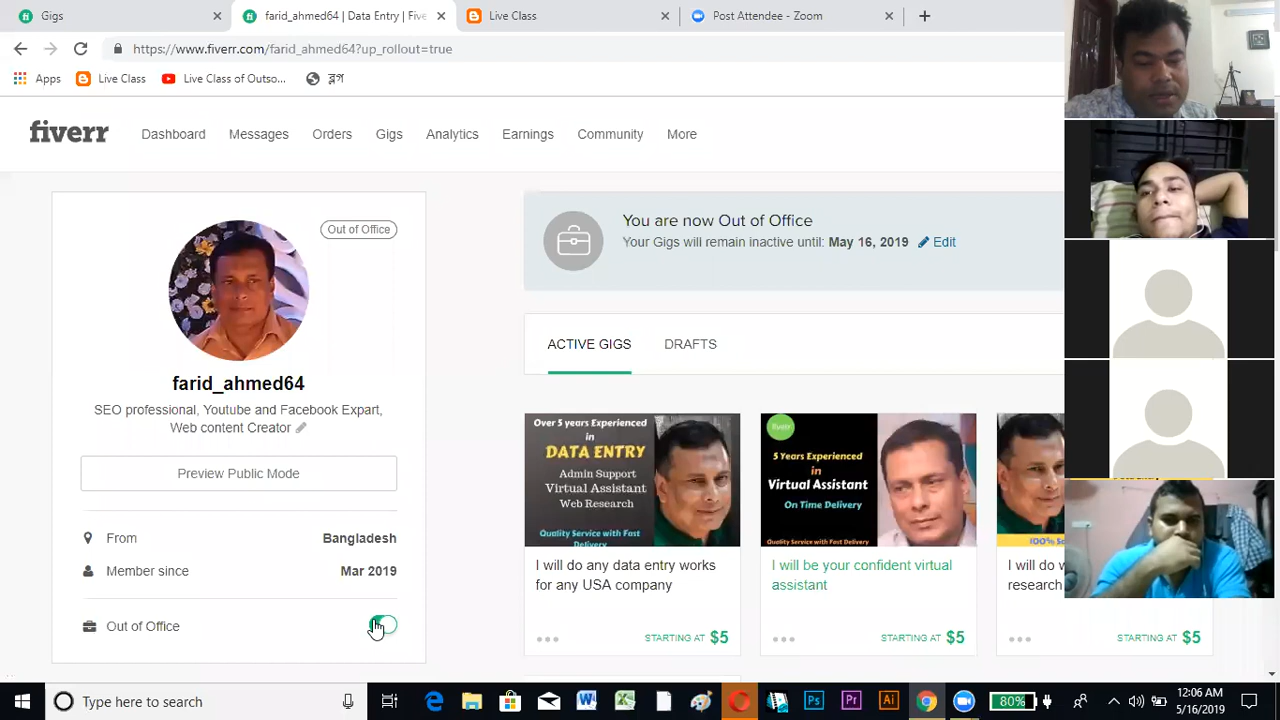 Gigs
farid_ahmed64 | Data Entry | Five
Live Class
Post Attendee - Zoom
https://www.fiverr.com/farid_ahmed64?up_rollout=true
Apps
Live Class
Live Class of Outso...
ব্লগ
fiverr
Dashboard
Messages
Orders
Gigs
Analytics
Earnings
Community
More
Out of Office
farid_ahmed64
SEO professional, Youtube and Facebook Expart,
Web content Creator
Preview Public Mode
From Bangladesh
Member since Mar 2019
Out of Office
You are now Out of Office
Your Gigs will remain inactive until: May 16, 2019 Edit
ACTIVE GIGS
DRAFTS
Over 5 years Experienced
in
DATA ENTRY
Admin Support
Virtual Assistant
Web Research
Quality Service with Fast
Delivery
I will do any data entry works
for any USA company
STARTING AT $5
fiverr
5 Years Experienced
in
Virtual Assistant
On Time Delivery
Quality Service with Fast Delivery
I will be your confident virtual
assistant
STARTING AT $5
100% Sa
I will do w
research
STARTING AT $5
Type here to search
80%
12:06 AM
5/16/2019